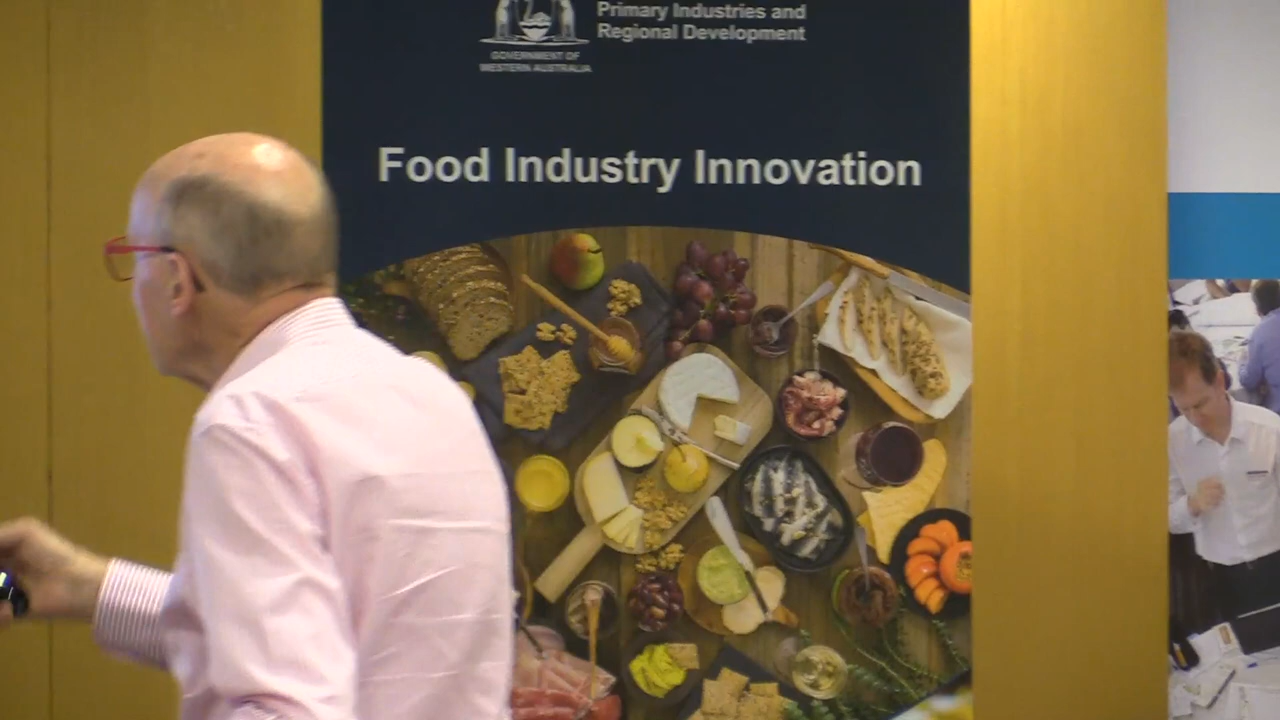 Primary Industries and
Regional Development
GOVERNMENT OF
WESTERN AUSTRALIA
Food Industry Innovation